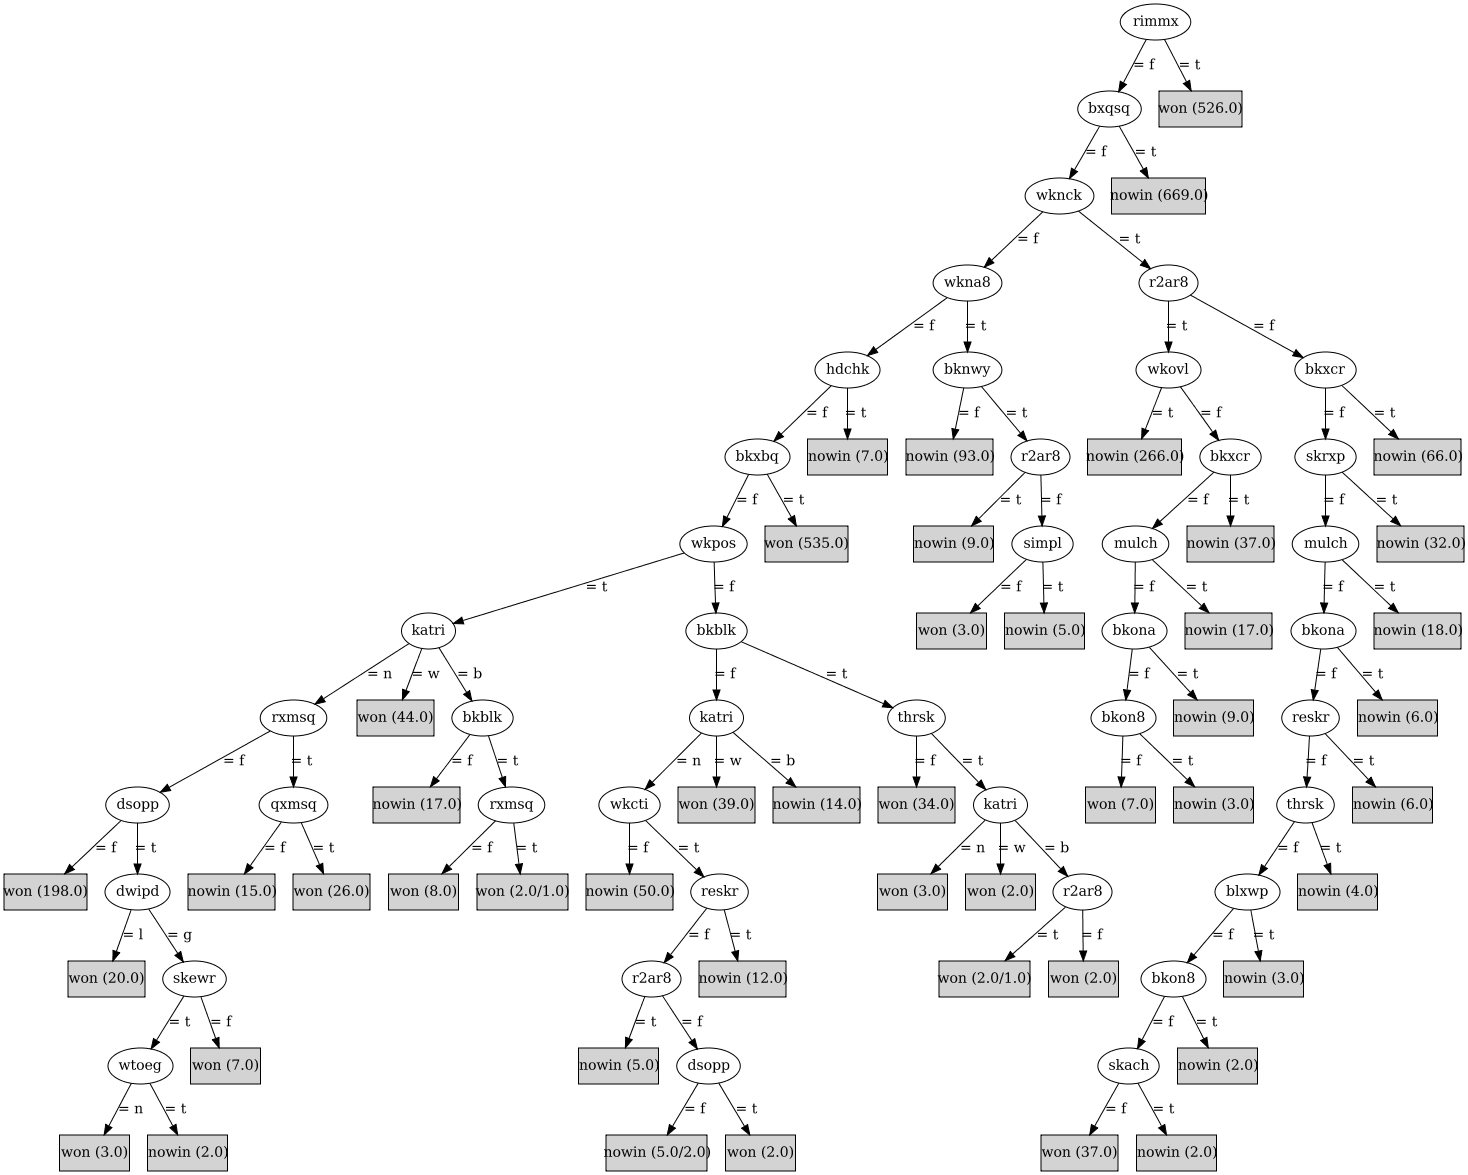 rimmx
= f = t
bxqsq won (526.0)
= f = t
wknck nowin (669.0)
= f = t
wkna8 r2ar8
= f = t = t = f
hdchk bknwy wkovl bkxcr
= f = t = f = t = t = f = f = t
bkxbq nowin (7.0) nowin (93.0) r2ar8 nowin (266.0) bkxcr skrxp nowin (66.0)
= f = t = t = f = f = t = f = t
wkpos won (535.0) nowin (9.0) simpl mulch nowin (37.0) mulch nowin (32.0)
= t = f = f = t = f = t = f = t
katri bkblk won (3.0) nowin (5.0) bkona nowin (17.0) bkona nowin (18.0)
= n = w = b = f = t = f = t = f = t
rxmsq won (44.0) bkblk katri thrsk bkon8 nowin (9.0) reskr nowin (6.0)
= f = t = f = t = n = w = b = f = t = f = t = f = t
dsopp qxmsq nowin (17.0) rxmsq wkcti won (39.0) nowin (14.0) won (34.0) katri won (7.0) nowin (3.0) thrsk nowin (6.0)
= f = t = f = t = f = t = f = t = n = w = b = f = t
won (198.0) dwipd nowin (15.0) won (26.0) won (8.0) won (2.0/1.0) nowin (50.0) reskr won (3.0) won (2.0) r2ar8 blxwp nowin (4.0)
= l = g = f = t = t = f = f = t
won (20.0) skewr r2ar8 nowin (12.0) won (2.0/1.0) won (2.0) bkon8 nowin (3.0)
= t = f = t = f = f = t
wtoeg won (7.0) nowin (5.0) dsopp skach nowin (2.0)
= n = t = f = t = f = t
won (3.0) nowin (2.0) nowin (5.0/2.0) won (2.0) won (37.0) nowin (2.0)